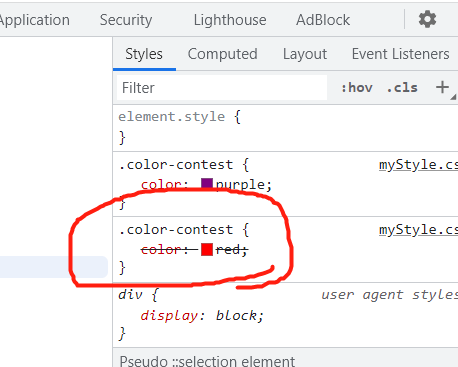 Application Security Lighthouse AdBlock
Styles Computed Layout Event Listeners
Filter :hov .cls +
element.style {
}
.color-contest { myStyle.cs
color: purple;
}
.color-contest { myStyle.cs
color: red;
}
div { user agent styles
display: block;
}
Pseudo ::selection element